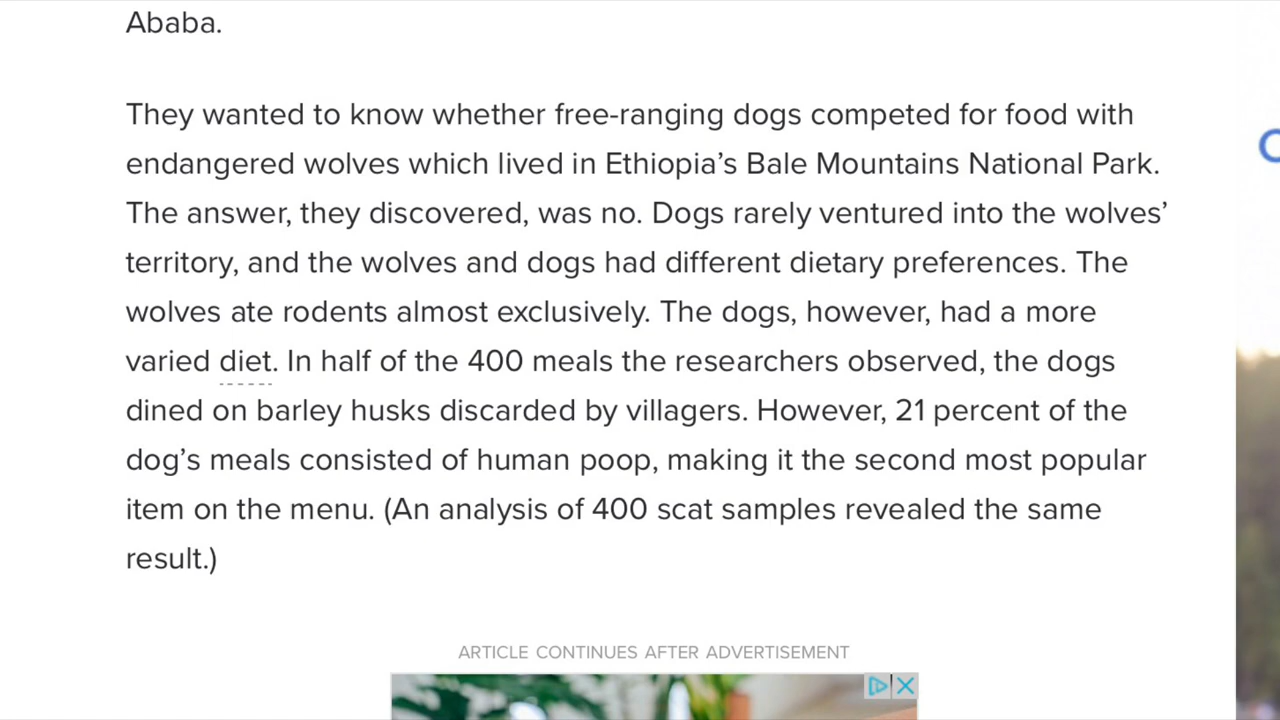 Ababa.
They wanted to know whether free-ranging dogs competed for food with
endangered wolves which lived in Ethiopia’s Bale Mountains National Park.
The answer, they discovered, was no. Dogs rarely ventured into the wolves’
territory, and the wolves and dogs had different dietary preferences. The
wolves ate rodents almost exclusively. The dogs, however, had a more
varied diet. In half of the 400 meals the researchers observed, the dogs
dined on barley husks discarded by villagers. However, 21 percent of the
dog’s meals consisted of human poop, making it the second most popular
item on the menu. (An analysis of 400 scat samples revealed the same
result.)
ARTICLE CONTINUES AFTER ADVERTISEMENT